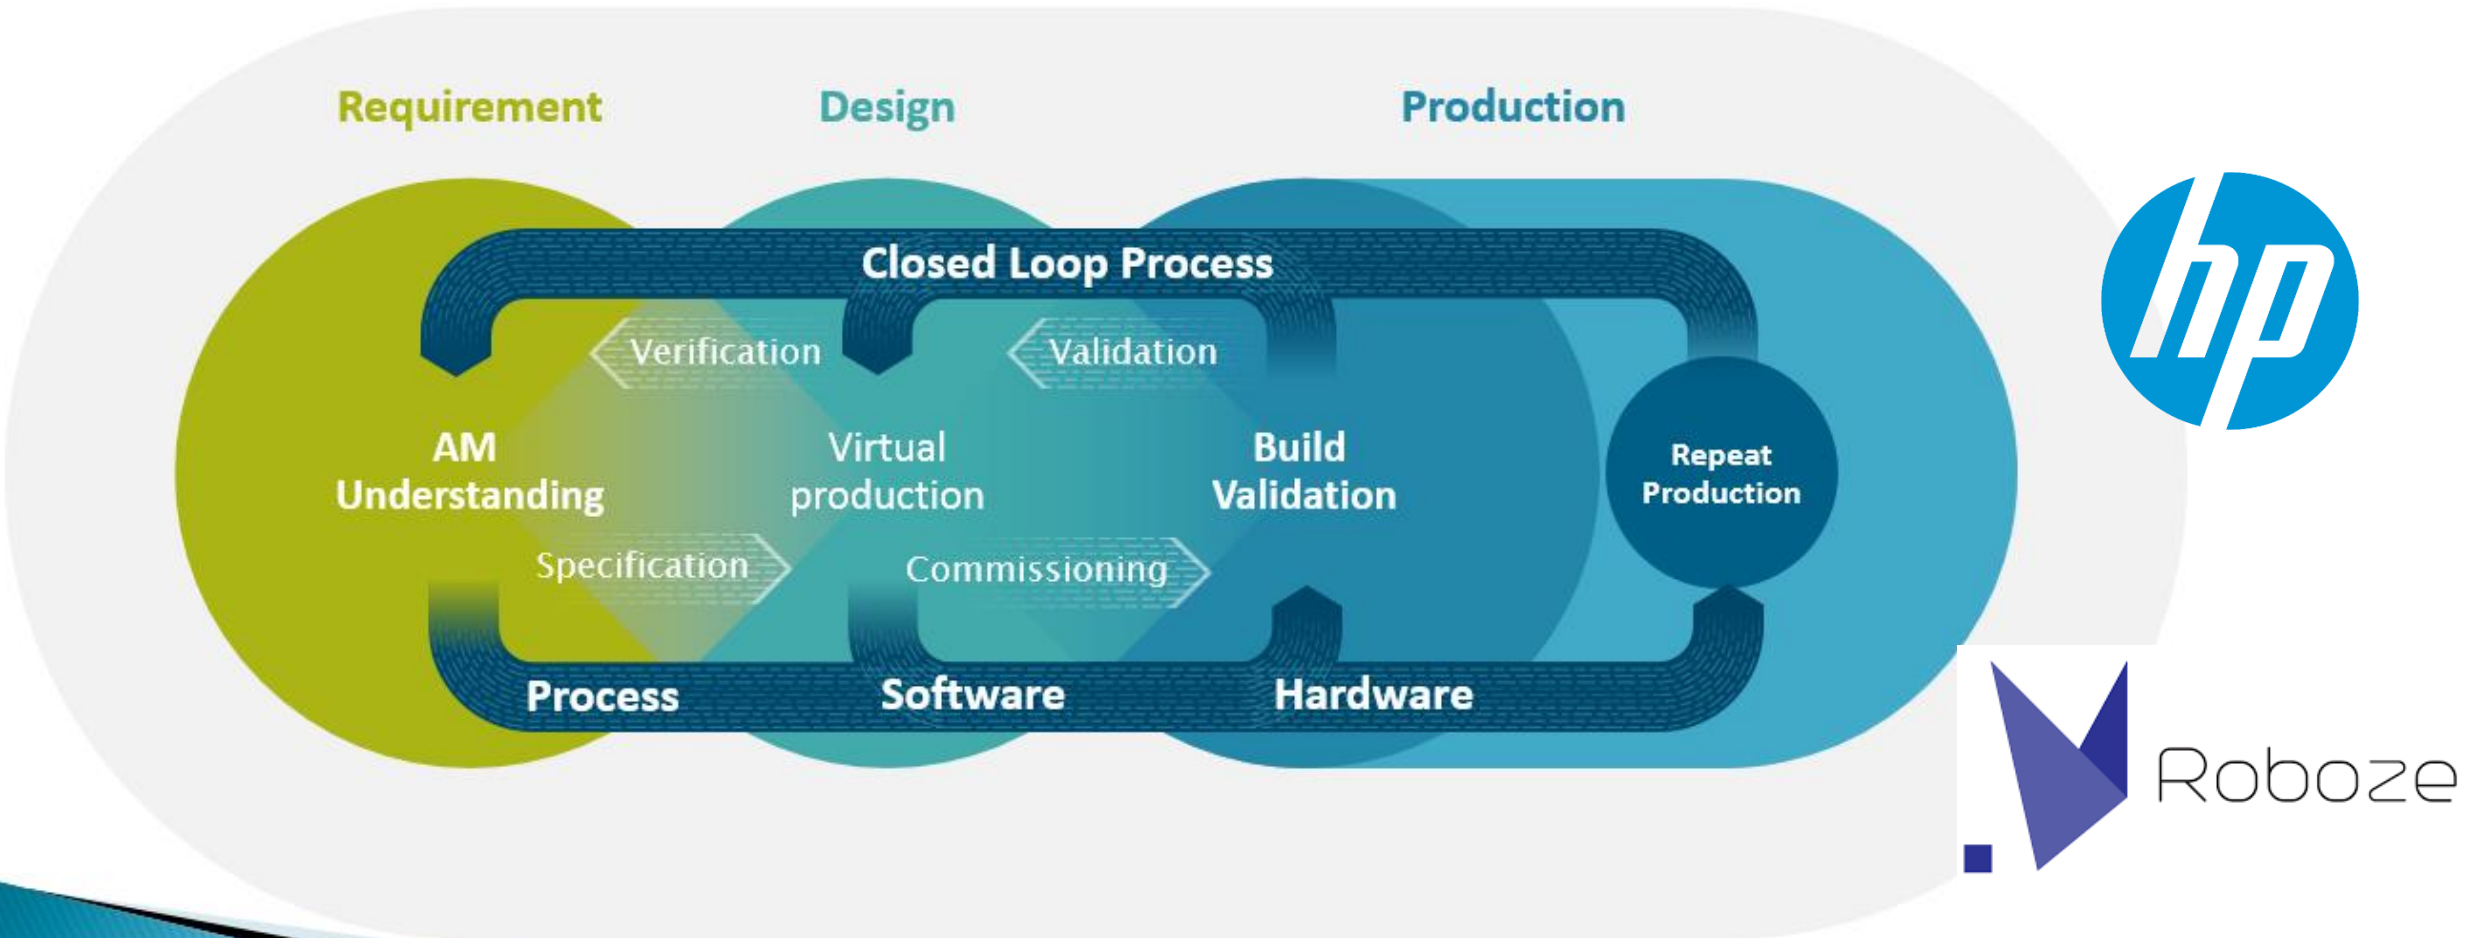 Requirement
Design
Production
Closed Loop Process
Verification
Validation
AM
Understanding
Virtual
production
Build
Validation
Repeat
Production
Specification
Commissioning
Process
Software
Hardware
hp
Roboze